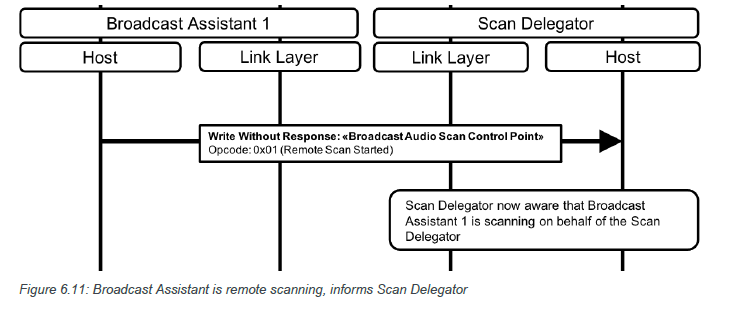 Broadcast Assistant 1
Scan Delegator
Host
Link Layer
Link Layer
Host
Write Without Response: «Broadcast Audio Scan Control Point»
Opcode: 0x01 (Remote Scan Started)
Scan Delegator now aware that Broadcast
Assistant 1 is scanning on behalf of the Scan
Delegator
Figure 6.11: Broadcast Assistant is remote scanning, informs Scan Delegator